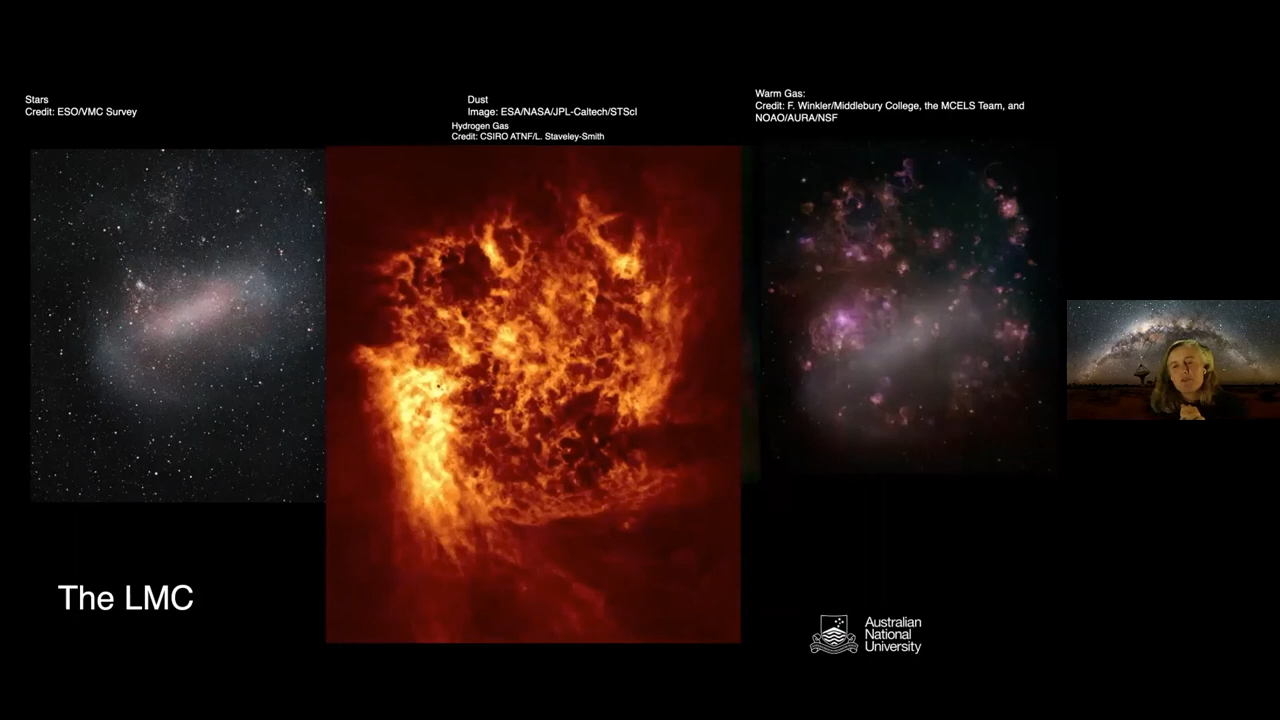 Stars
Credit: ESO/VMC Survey
Dust
Image: ESA/NASA/JPL-Caltech/STScI
Hydrogen Gas
Credit: CSIRO ATNF/L. Staveley-Smith
Warm Gas:
Credit: F. Winkler/Middlebury College, the MCELS Team, and
NOAO/AURA/NSF
The LMC
Australian
National
University